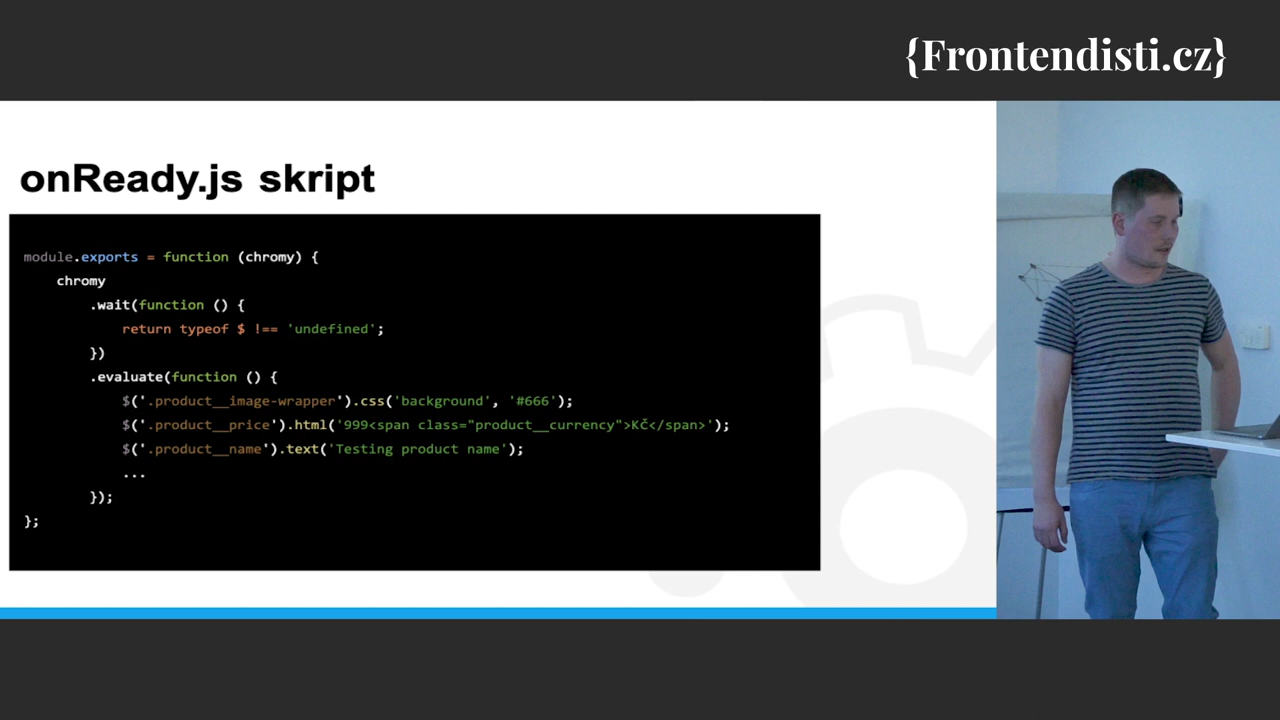 {Frontendisti.cz}
onReady.js skript
module.exports = function (chromy) {
    chromy
        .wait(function () {
            return typeof $ !== 'undefined';
        })
        .evaluate(function () {
            $('.product__image-wrapper').css('background', '#666');
            $('.product__price').html('999<span class="product__currency">Kč</span>');
            $('.product__name').text('Testing product name');
            ...
        });
};